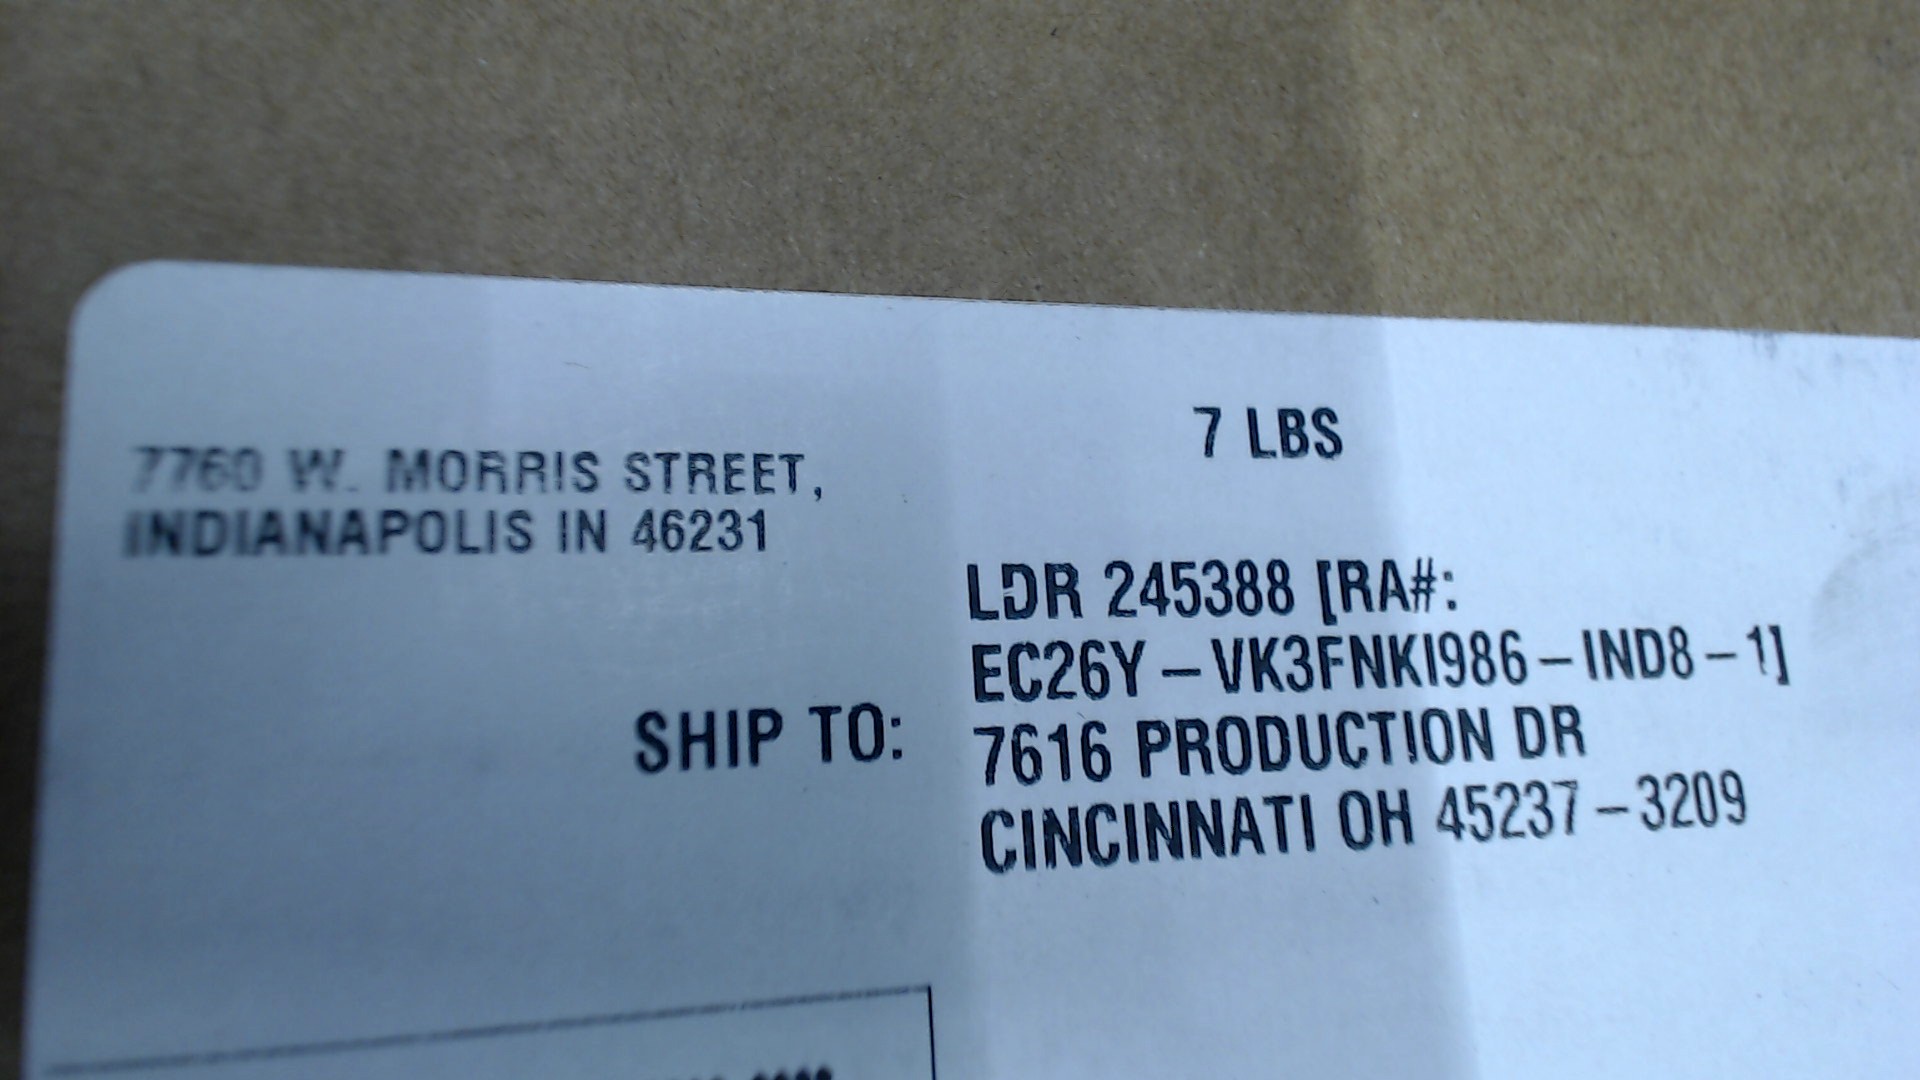 7760 W. MORRIS STREET,
INDIANAPOLIS IN 46231
7 LBS
SHIP TO:
LDR 245388 [RA#:
EC26Y-VK3FNKI986-IND8-1]
7616 PRODUCTION DR
CINCINNATI OH 45237-3209